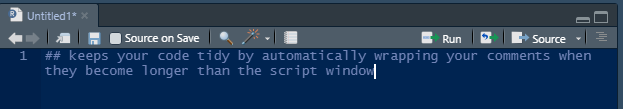 Untitled1*
Source on Save Run Source
1 ## keeps your code tidy by automatically wrapping your comments when
they become longer than the script window